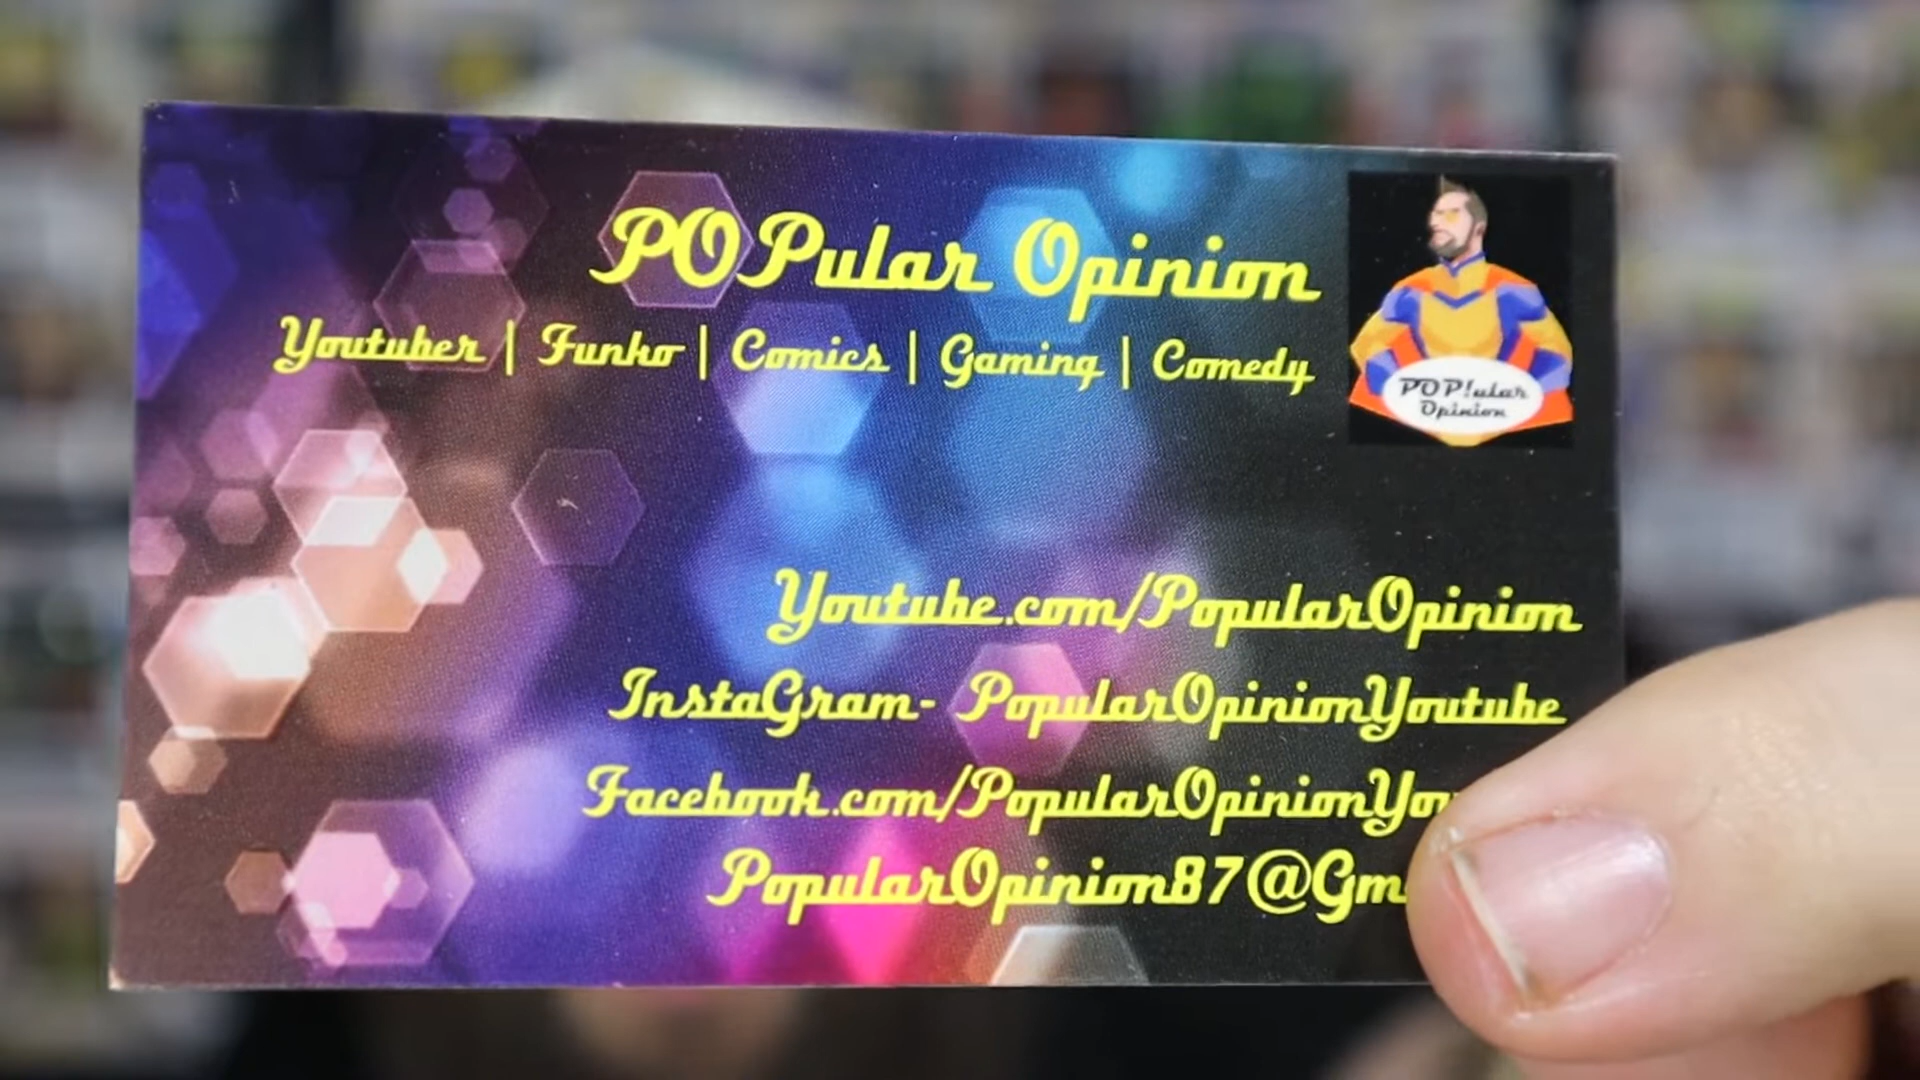 POPular Opinion
Youtuber | Funko | Comics | Gaming | Comedy
POP!ular
Opinion
Youtube.com/PopularOpinion
InstaGram- PopularOpinionYoutube
Facebook.com/PopularOpinionYou
PopularOpinion87@Gm